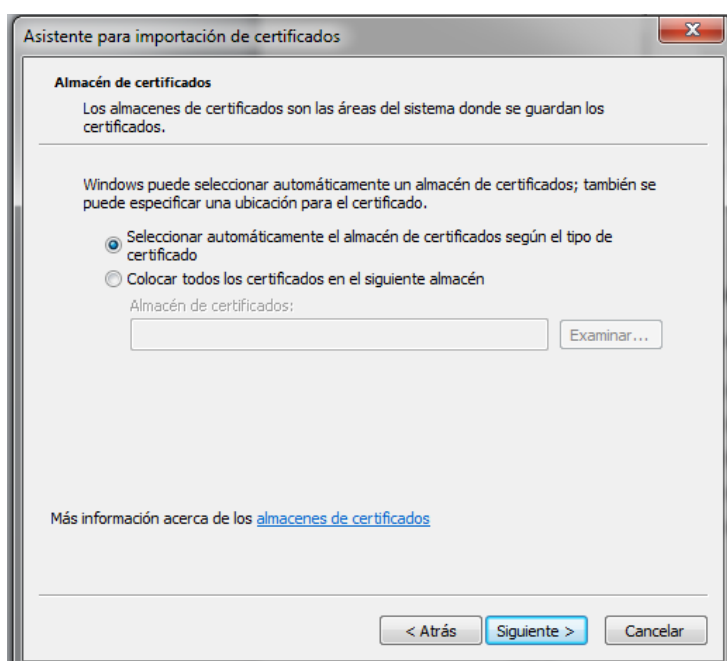 Asistente para importación de certificados
Almacén de certificados
Los almacenes de certificados son las áreas del sistema donde se guardan los
certificados.
Windows puede seleccionar automáticamente un almacén de certificados; también se
puede especificar una ubicación para el certificado.
Seleccionar automáticamente el almacén de certificados según el tipo de
certificado
Colocar todos los certificados en el siguiente almacén
Almacén de certificados:
Examinar...
Más información acerca de los almacenes de certificados
< Atrás Siguiente > Cancelar